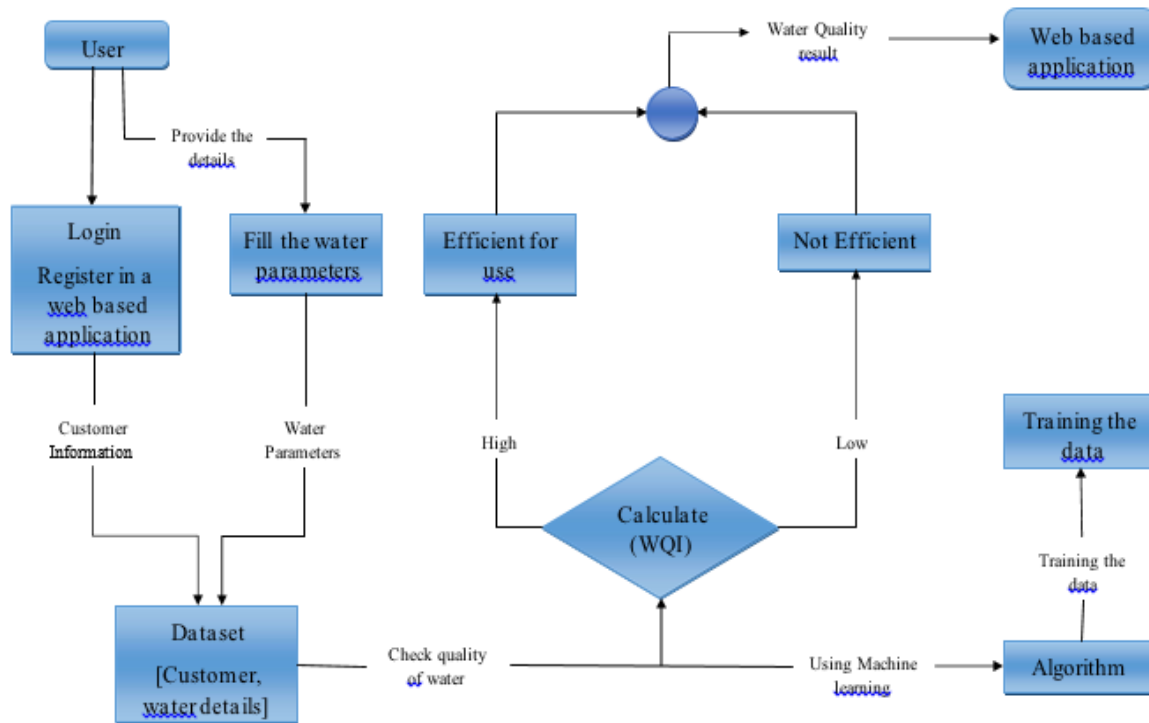 User
Provide the
details
Login
Register in a
web based
application
Fill the water
parameters
Customer
Information
Water
Parameters
Dataset
[Customer,
water details]
Check quality
of water
Using Machine
learning
Algorithm
Training the
data
Training the
data
Calculate
(WQI)
High
Low
Efficient for
use
Not Efficient
Water Quality
result
Web based
application